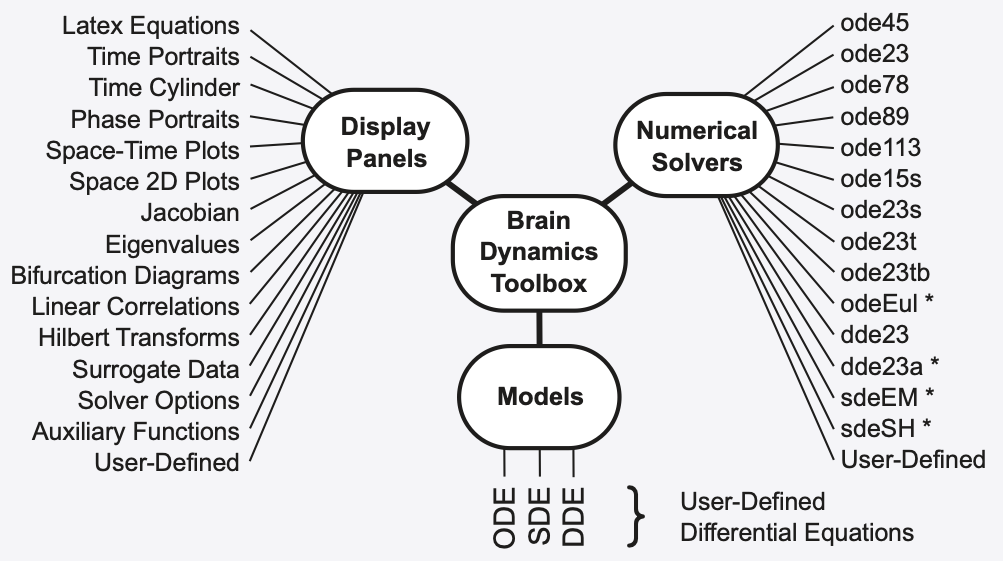 Latex Equations
Time Portraits
Time Cylinder
Phase Portraits
Space-Time Plots
Space 2D Plots
Jacobian
Eigenvalues
Bifurcation Diagrams
Linear Correlations
Hilbert Transforms
Surrogate Data
Solver Options
Auxiliary Functions
User-Defined
Display
Panels
Brain
Dynamics
Toolbox
Numerical
Solvers
ode45
ode23
ode78
ode89
ode113
ode15s
ode23s
ode23t
ode23tb
odeEul *
dde23
dde23a *
sdeEM *
sdeSH *
User-Defined
Models
ODE
SDE
DDE
}
User-Defined
Differential Equations